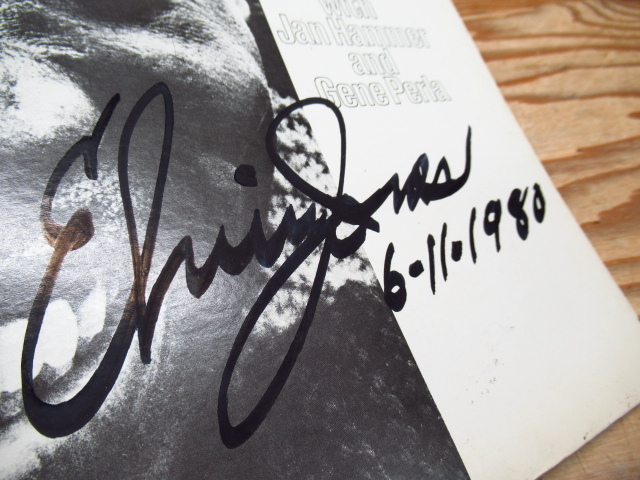 with
Jan Hammer
and
Gene Perla
Elvin Jones
6-11-1980